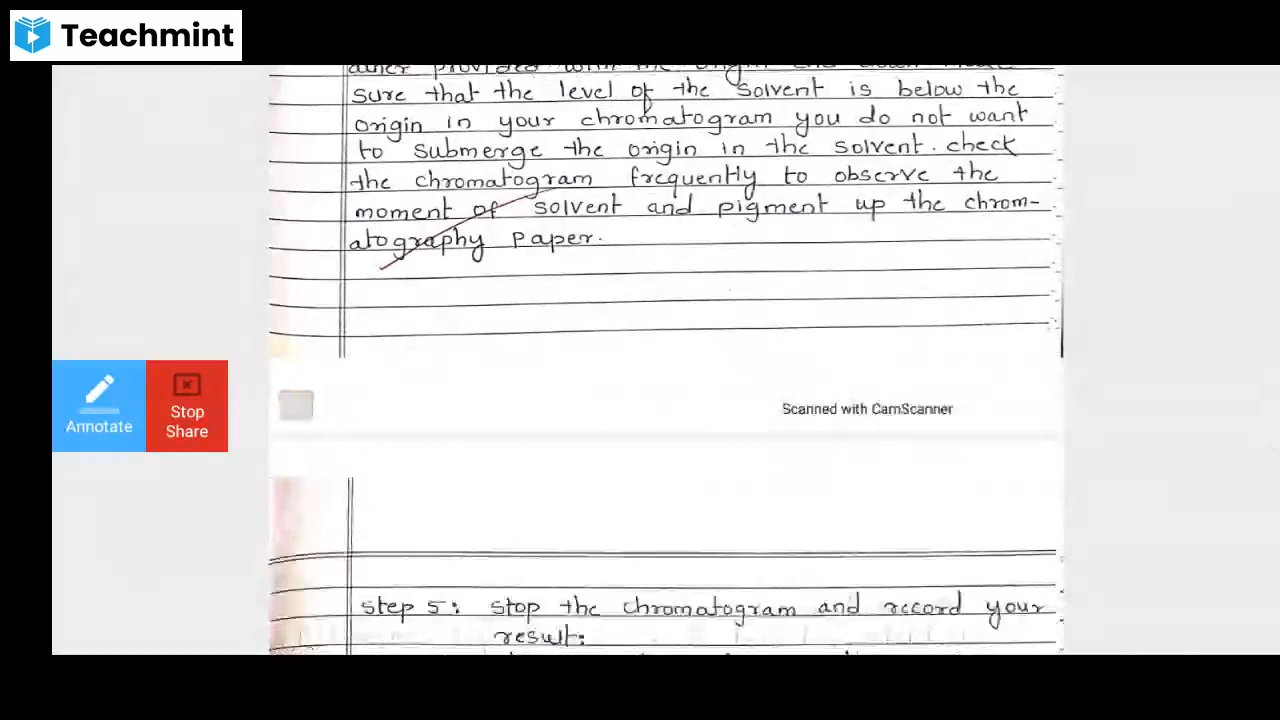 Teachmint
sure that the level of the solvent is below the
origin in your chromatogram you do not want
to submerge the origin in the solvent. check
the chromatogram frequently to observe the
moment of solvent and pigment up the chrom-
atography paper.
Annotate
Stop
Share
Scanned with CamScanner
step 5: stop the chromatogram and record your
result: